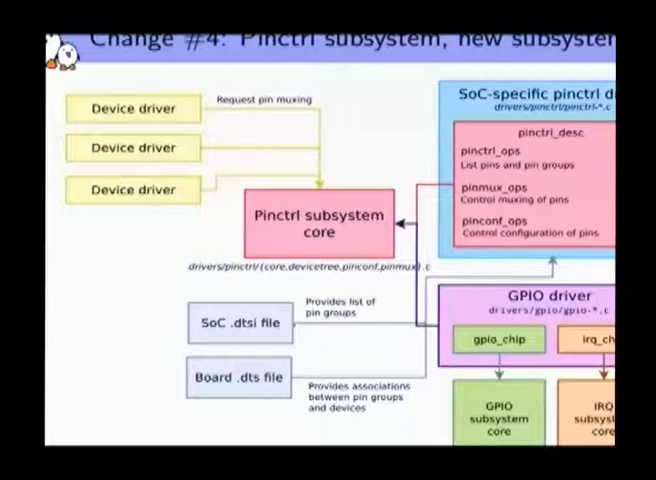 Change #4: Pinctrl subsystem, new subsystem
Device driver
Request pin muxing
Device driver
Device driver
Pinctrl subsystem
core
drivers/pinctrl/{core,devicetree,pinconf,pinmux}.c
SoC-specific pinctrl d
drivers/pinctrl/pinctrl-*.c
pinctrl_desc
pinctrl_ops
List pins and pin groups
pinmux_ops
Control muxing of pins
pinconf_ops
Control configuration of pins
SoC .dtsi file
Provides list of
pin groups
Board .dts file
Provides associations
between pin groups
and devices
GPIO driver
drivers/gpio/gpio-*.c
gpio_chip
irq_ch
GPIO
subsystem
core
IRQ
subsyst
core